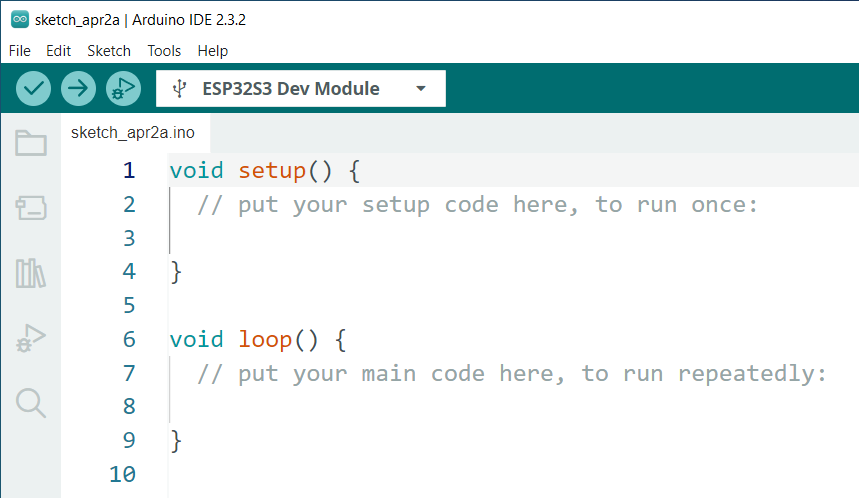 sketch_apr2a | Arduino IDE 2.3.2
File Edit Sketch Tools Help
ESP32S3 Dev Module
sketch_apr2a.ino
1 void setup() {
2   // put your setup code here, to run once:
3
4 }
5
6 void loop() {
7   // put your main code here, to run repeatedly:
8
9 }
10